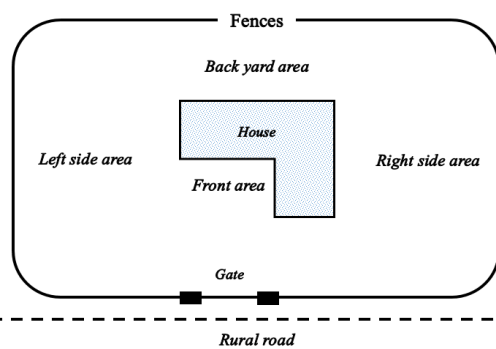 Fences
Back yard area
House
Left side area
Right side area
Front area
Gate
Rural road